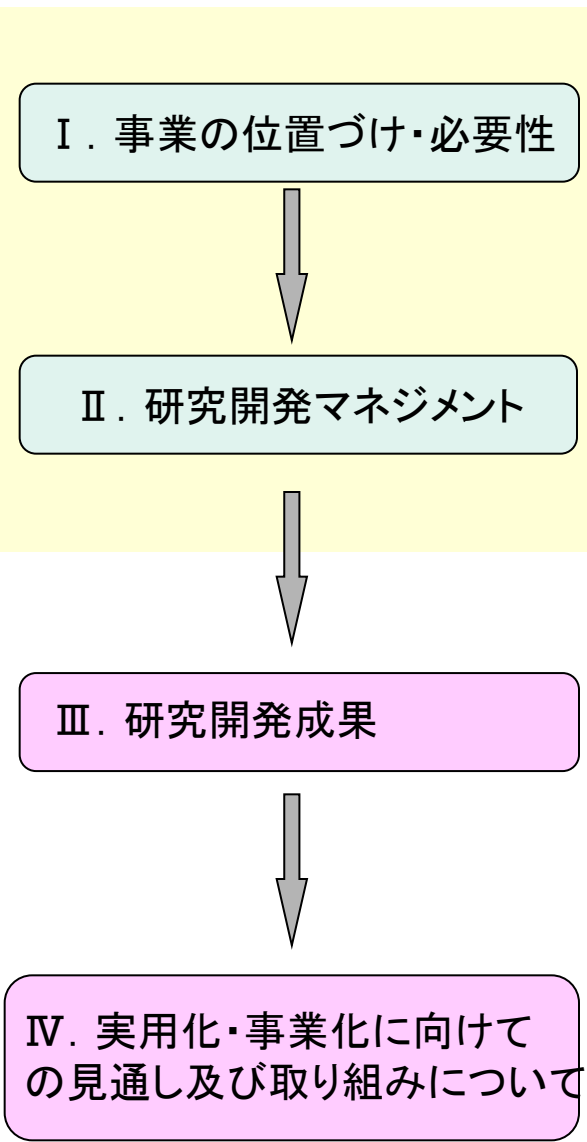 Ⅰ．事業の位置づけ・必要性
Ⅱ．研究開発マネジメント
Ⅲ．研究開発成果
Ⅳ．実用化・事業化に向けて
の見通し及び取り組みについて